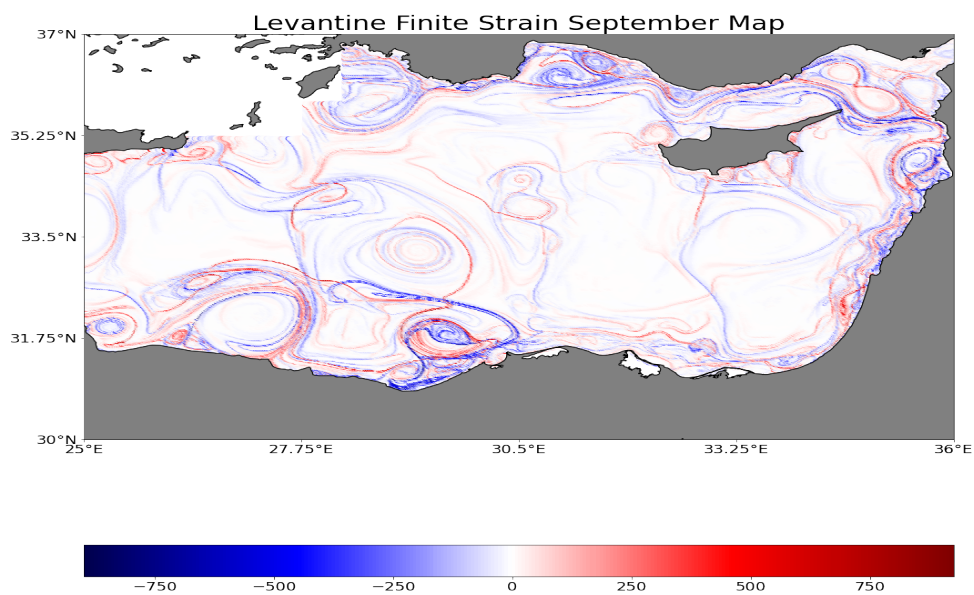 Levantine Finite Strain September Map
37°N
35.25°N
33.5°N
31.75°N
30°N
25°E 27.75°E 30.5°E 33.25°E 36°E
−750 −500 −250 0 250 500 750